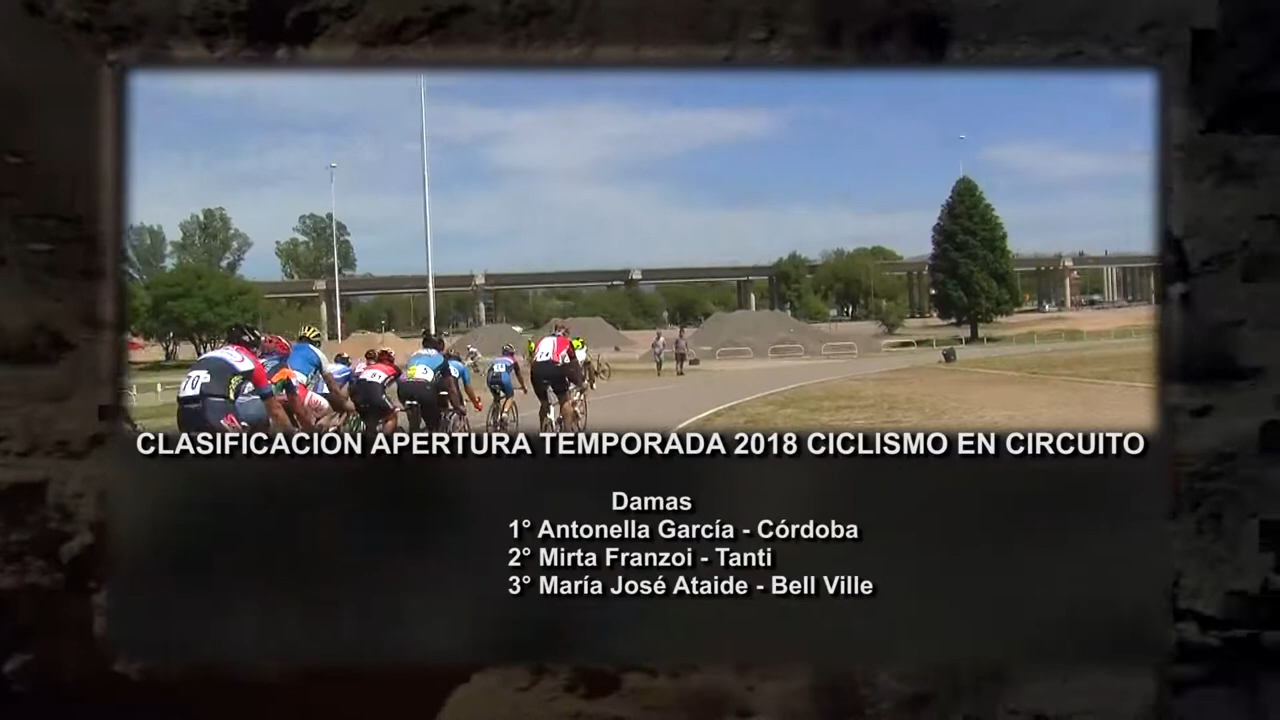 CLASIFICACIÓN APERTURA TEMPORADA 2018 CICLISMO EN CIRCUITO
Damas
1° Antonella García - Córdoba
2° Mirta Franzoi - Tanti
3° María José Ataide - Bell Ville